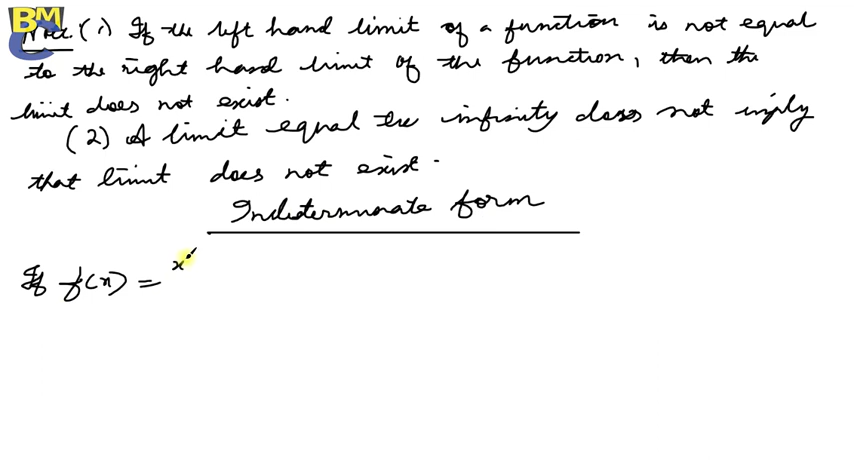 BMC
Note (1) If the left hand limit of a function is not equal
to the right hand limit of the function, then the
limit does not exist.
(2) A limit equal the infinity does not imply
that limit does not exist.
Indeterminate form
If f(x) = x